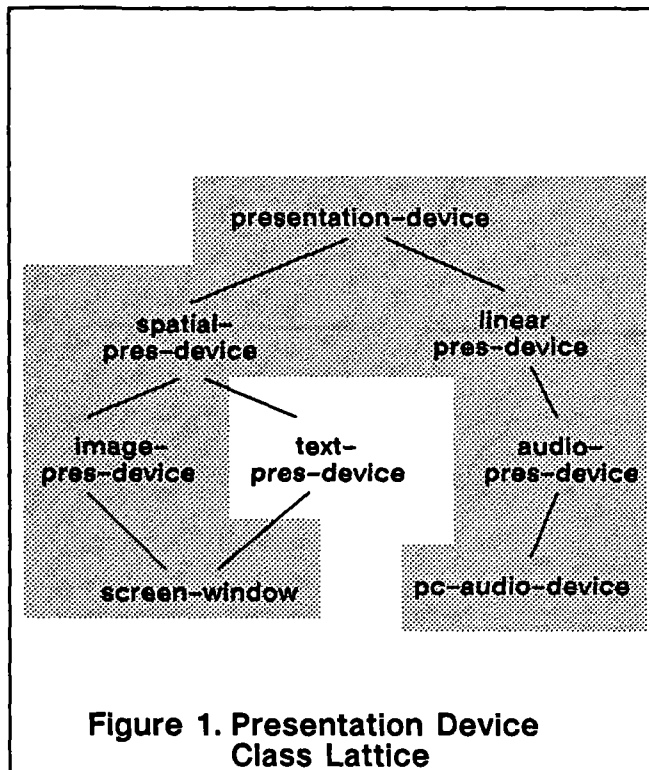 presentation-device
spatial-
pres-device
linear
pres-device
image-
pres-device
text-
pres-device
audio-
pres-device
screen-window
pc-audio-device
Figure 1. Presentation Device
Class Lattice